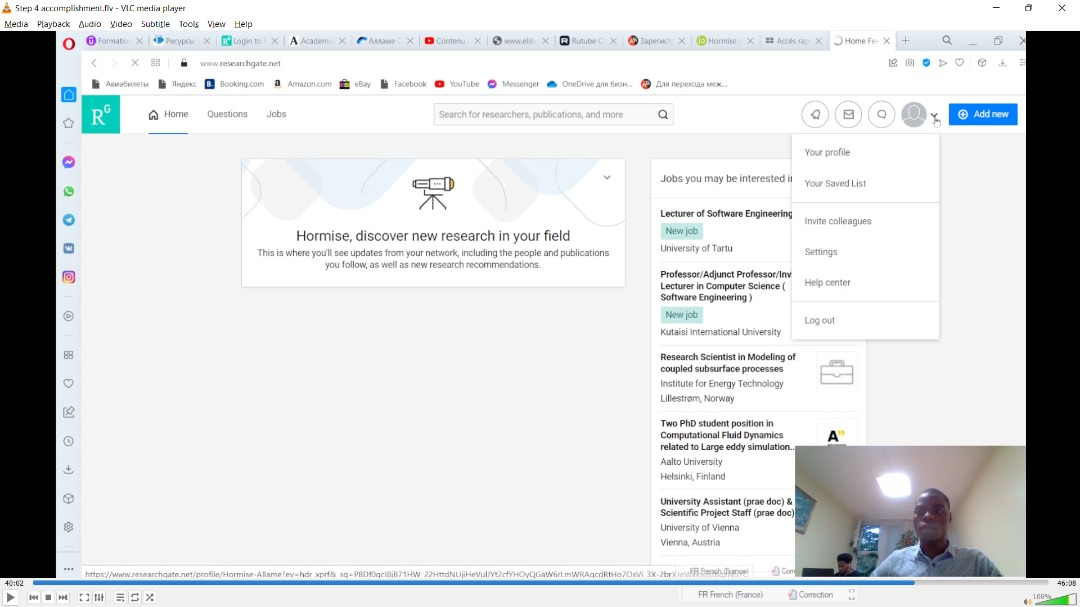 Step 4 accomplishment.flv - VLC media player
Media Playback Audio Video Subtitle Tools View Help
Formatio Ресурсы Login to Academi Алламе Contenu www.elib Rutube C Зарегист Hormise Accès rap Home Fee
www.researchgate.net
Авиабилеты Яндекс Booking.com Amazon.com eBay Facebook YouTube Messenger OneDrive для бизн... Для перехода меж...
RG Home Questions Jobs Search for researchers, publications, and more Add new
Your profile
Your Saved List
Invite colleagues
Settings
Help center
Log out
Hormise, discover new research in your field
This is where you'll see updates from your network, including the people and publications
you follow, as well as new research recommendations.
Jobs you may be interested in
Lecturer of Software Engineering
New job
University of Tartu
Professor/Adjunct Professor/Inv
Lecturer in Computer Science (
Software Engineering )
New job
Kutaisi International University
Research Scientist in Modeling of
coupled subsurface processes
Institute for Energy Technology
Lillestrøm, Norway
Two PhD student position in
Computational Fluid Dynamics
related to Large eddy simulation..
Aalto University
Helsinki, Finland
A”
University Assistant (prae doc) &
Scientific Project Staff (prae doc)
University of Vienna
Vienna, Austria
FR French (France)
FR French (France) Correction
40:02 46:08
100%